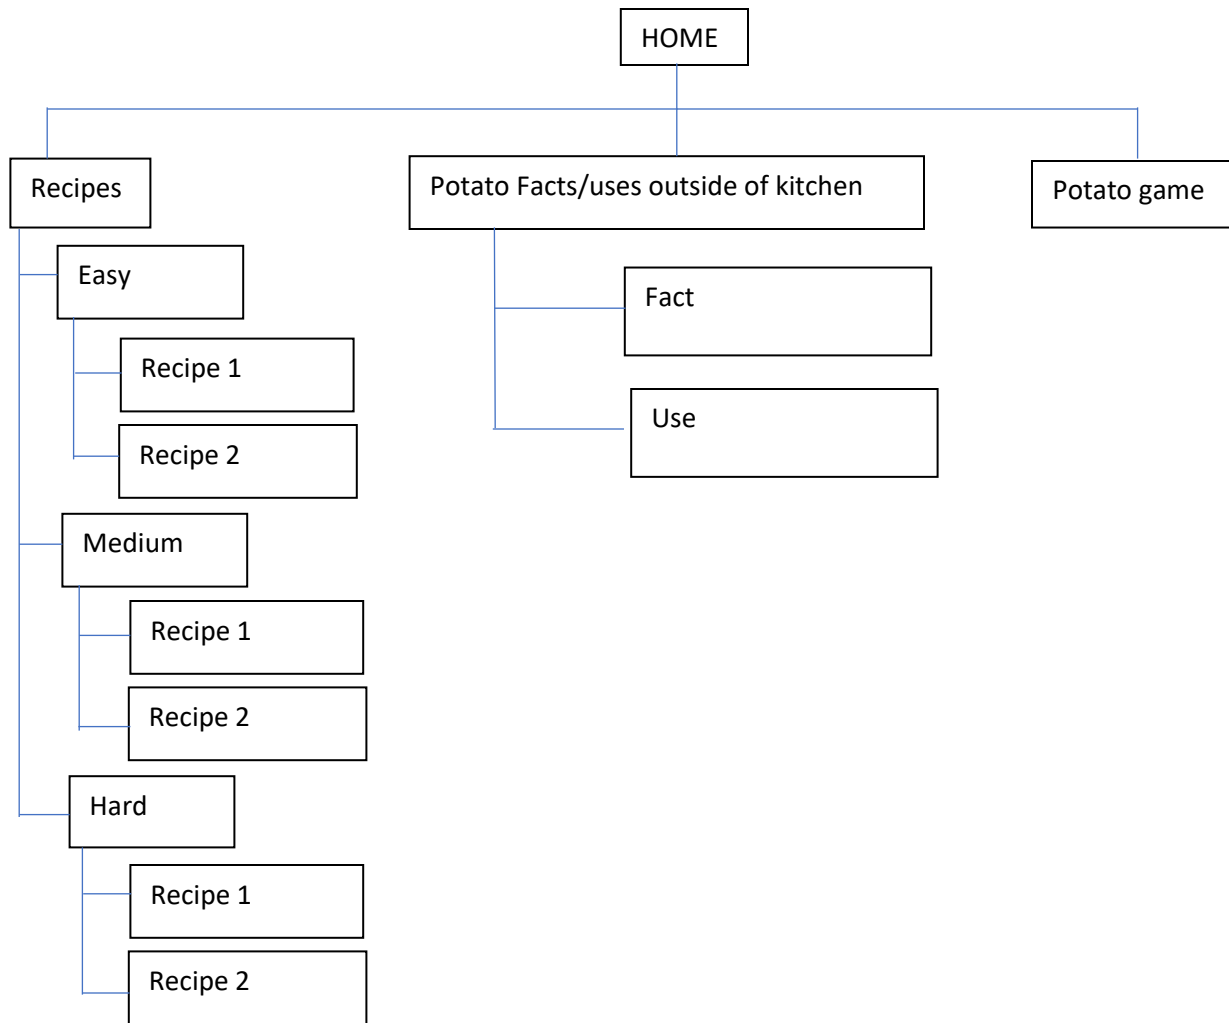 HOME
Recipes
Potato Facts/uses outside of kitchen
Potato game
Easy
Fact
Recipe 1
Use
Recipe 2
Medium
Recipe 1
Recipe 2
Hard
Recipe 1
Recipe 2